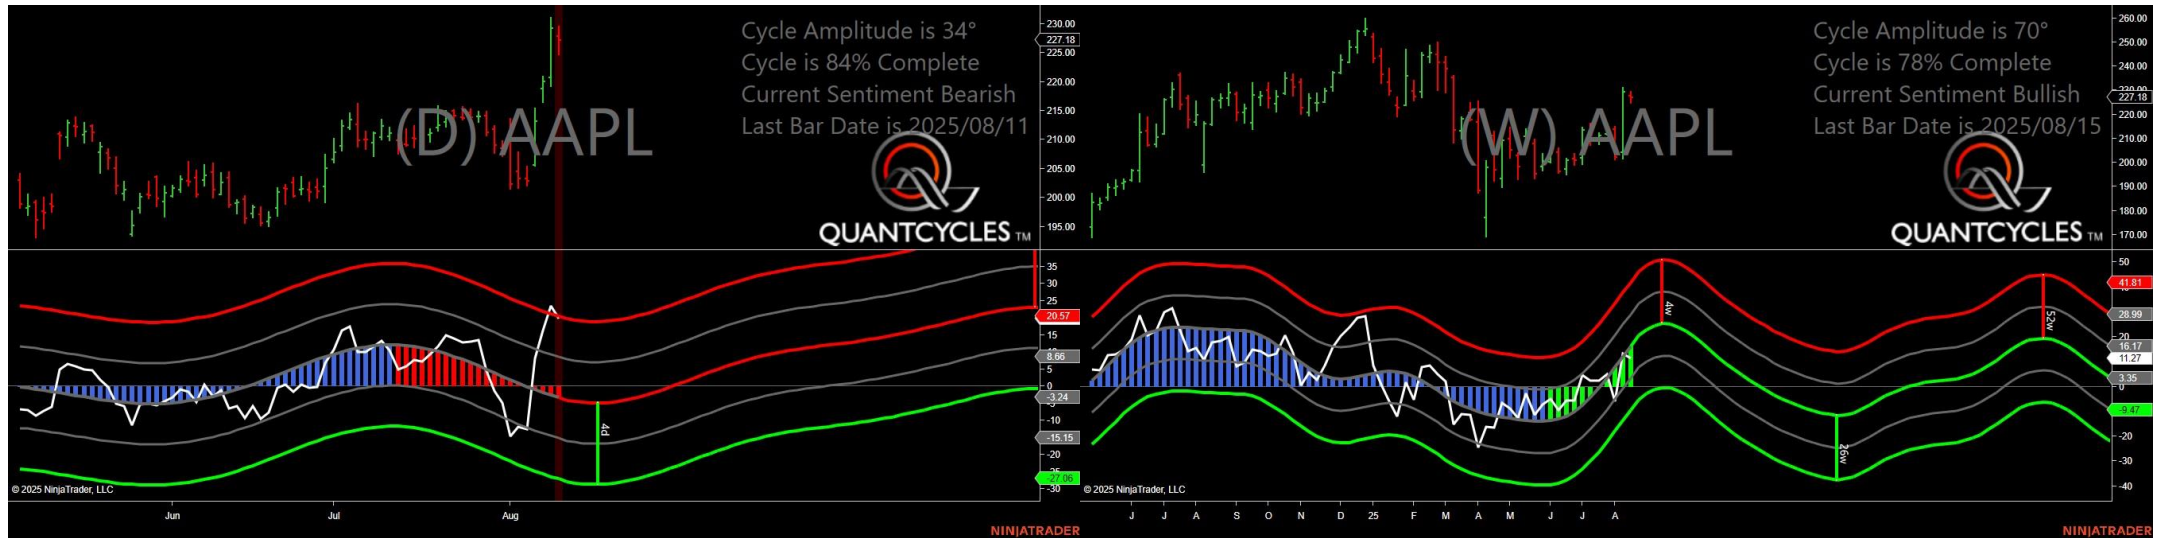 Cycle Amplitude is 34°
Cycle is 84% Complete
Current Sentiment Bearish
Last Bar Date is 2025/08/11
(D) AAPL
QUANTCYCLES TM
230.00
227.18
225.00
220.00
215.00
210.00
205.00
200.00
195.00
35
30
25
20.57
15
8.66
5
0
-3.24
-10
-15.15
-20
-27.06
-30
4d
© 2025 NinjaTrader, LLC
Jun
Jul
Aug
NINJATRADER
Cycle Amplitude is 70°
Cycle is 78% Complete
Current Sentiment Bullish
Last Bar Date is 2025/08/15
(W) AAPL
QUANTCYCLES TM
260.00
250.00
240.00
230.00
227.18
220.00
210.00
200.00
190.00
180.00
170.00
50
41.81
28.99
20
16.17
11.27
3.35
0
-9.47
-20
-30
-40
4w
52w
26w
© 2025 NinjaTrader, LLC
J J A S O N D 25 F M A M J J A
NINJATRADER